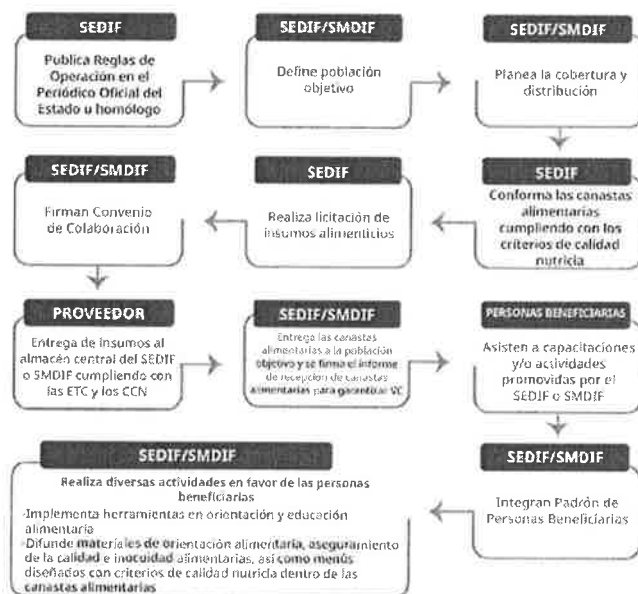 SEDIF
Publica Reglas de
Operación en el
Periódico Oficial del
Estado u homólogo
SEDIF/SMDIF
Define población
objetivo
SEDIF/SMDIF
Planea la cobertura y
distribución
SEDIF/SMDIF
Firman Convenio
de Colaboración
SEDIF
Realiza licitación de
insumos alimenticios
SEDIF
Conforma las canastas
alimentarias
cumpliendo con los
criterios de calidad
nutricia
PROVEEDOR
Entrega de insumos al
almacén central del SEDIF
o SMDIF cumpliendo con
las ETC y los CCN
SEDIF/SMDIF
Entrega las canastas
alimentarias a la población
objetivo y se firma el informe
de recepción de canastas
alimentarias para garantizar VC
PERSONAS BENEFICIARIAS
Asisten a capacitaciones
y/o actividades
promovidas por el
SEDIF o SMDIF
SEDIF/SMDIF
Realiza diversas actividades en favor de las personas
beneficiarias
-Implementa herramientas en orientación y educación
alimentaria
-Difunde materiales de orientación alimentaria, aseguramiento
de la calidad e inocuidad alimentarias, así como menús
diseñados con criterios de calidad nutricia dentro de las
canastas alimentarias
SEDIF/SMDIF
Integran Padrón de
Personas Beneficiarias